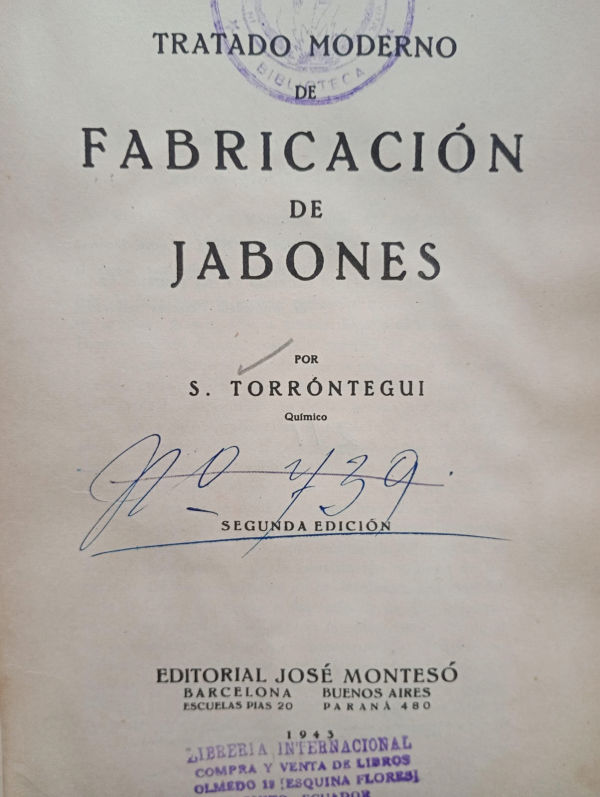 BIBLIOTECA
TRATADO MODERNO
DE
FABRICACIÓN
DE
JABONES
POR
S. TORRÓNTEGUI
Químico
Nº 739.
SEGUNDA EDICIÓN
EDITORIAL JOSÉ MONTESÓ
BARCELONA BUENOS AIRES
ESCUELAS PIAS 20 PARANÁ 480
1943
LIBRERIA INTERNACIONAL
COMPRA Y VENTA DE LIBROS
OLMEDO 12 [ESQUINA FLORES]
ECUADOR